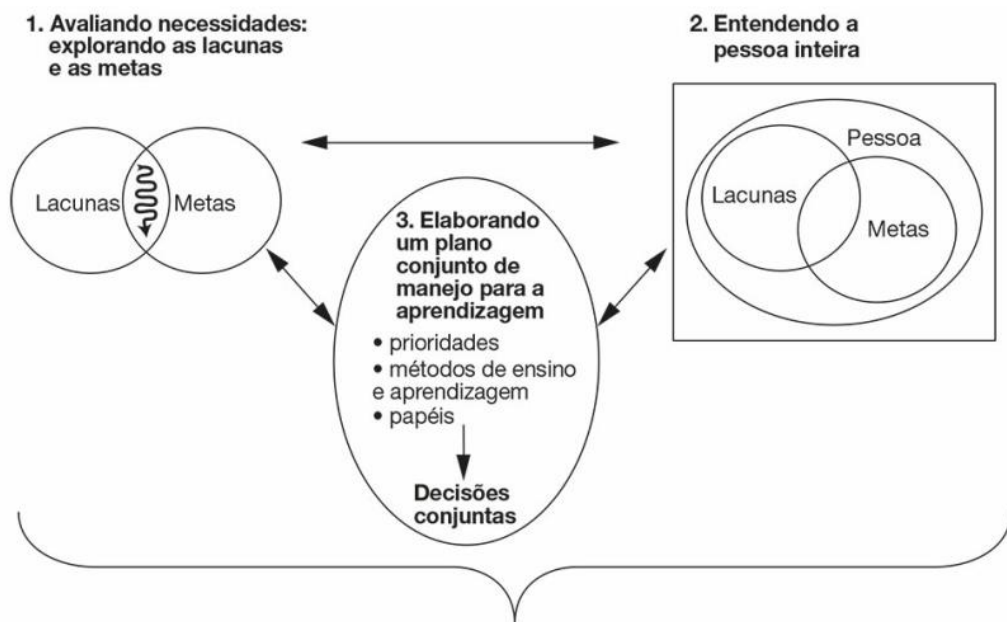 1. Avaliando necessidades:
explorando as lacunas
e as metas
2. Entendendo a
pessoa inteira
Lacunas
Metas
Pessoa
Lacunas
Metas
3. Elaborando
um plano
conjunto de
manejo para a
aprendizagem
• prioridades
• métodos de ensino
e aprendizagem
• papéis
Decisões
conjuntas